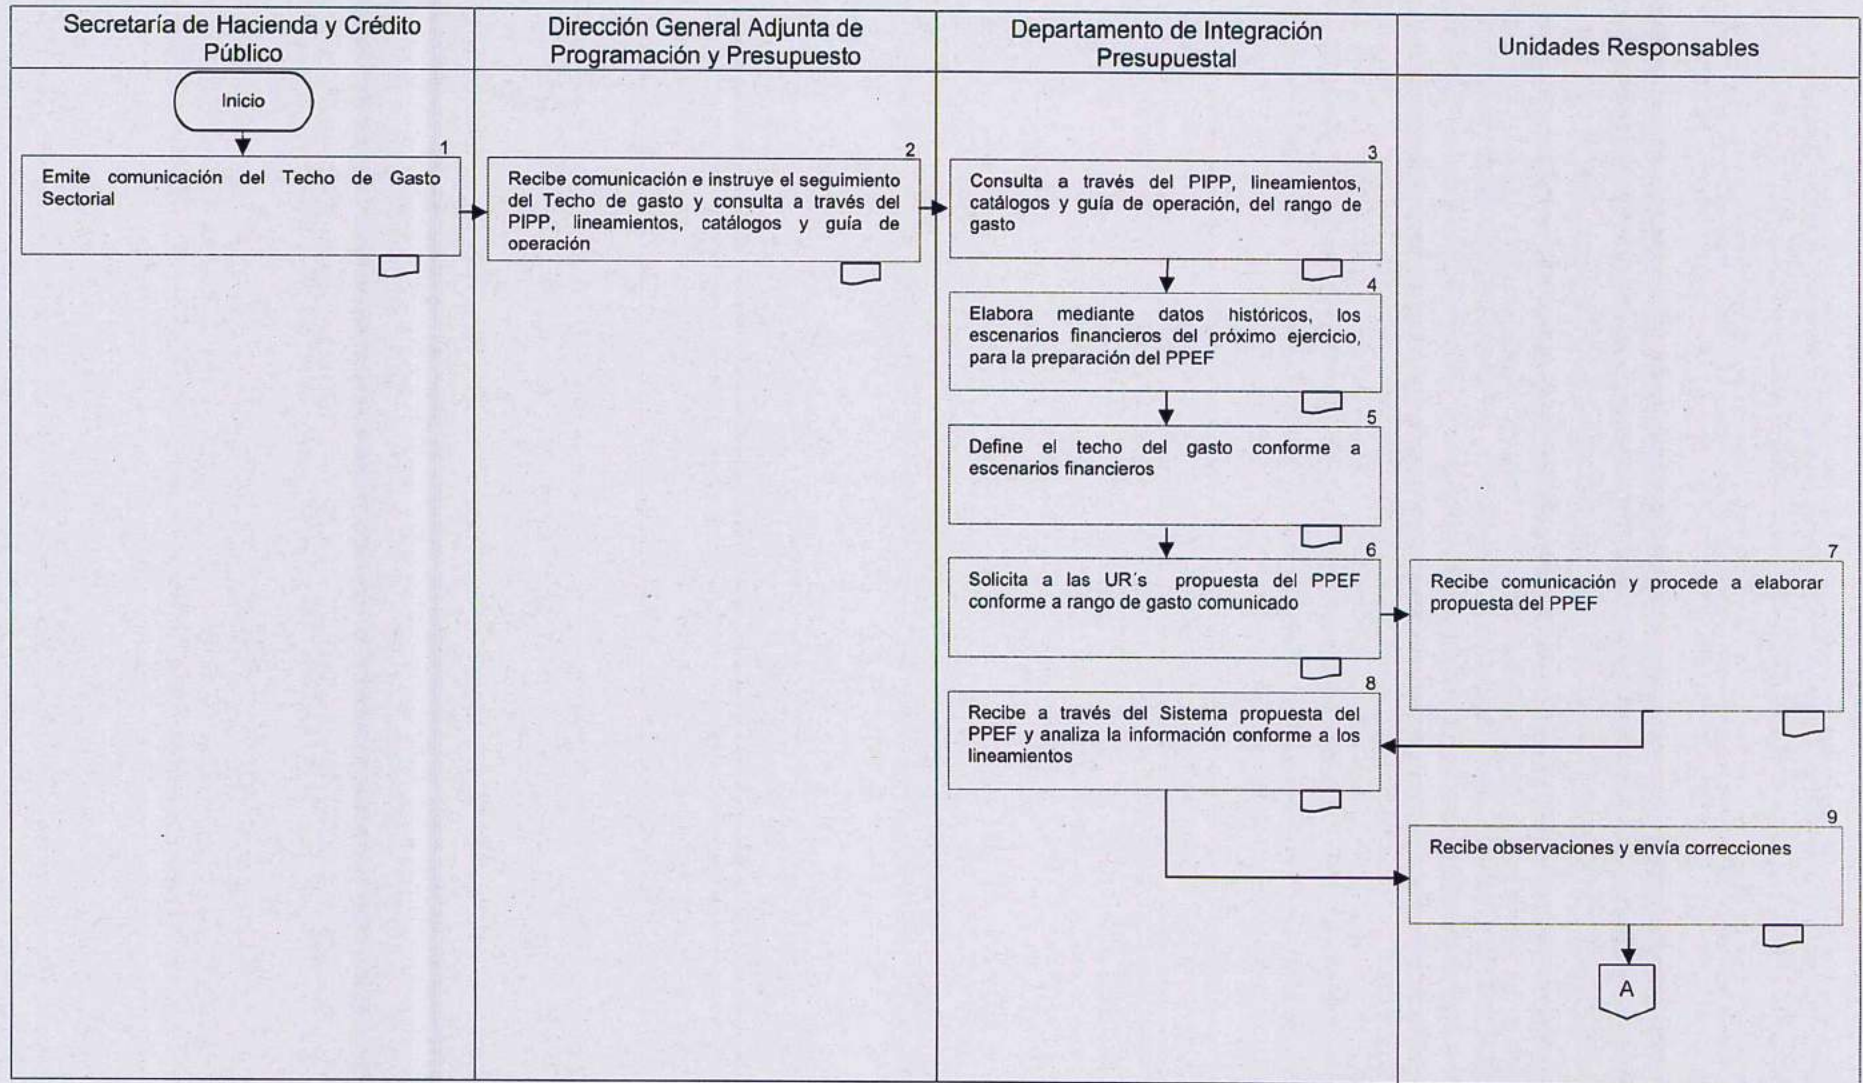 Secretaría de Hacienda y Crédito
Público
Dirección General Adjunta de
Programación y Presupuesto
Departamento de Integración
Presupuestal
Unidades Responsables
Inicio
1
Emite comunicación del Techo de Gasto
Sectorial
2
Recibe comunicación e instruye el seguimiento
del Techo de gasto y consulta a través del
PIPP, lineamientos, catálogos y guía de
operación
3
Consulta a través del PIPP, lineamientos,
catálogos y guía de operación, del rango de
gasto
4
Elabora mediante datos históricos, los
escenarios financieros del próximo ejercicio,
para la preparación del PPEF
5
Define el techo del gasto conforme a
escenarios financieros
6
Solicita a las UR´s propuesta del PPEF
conforme a rango de gasto comunicado
7
Recibe comunicación y procede a elaborar
propuesta del PPEF
8
Recibe a través del Sistema propuesta del
PPEF y analiza la información conforme a los
lineamientos
9
Recibe observaciones y envía correcciones
A